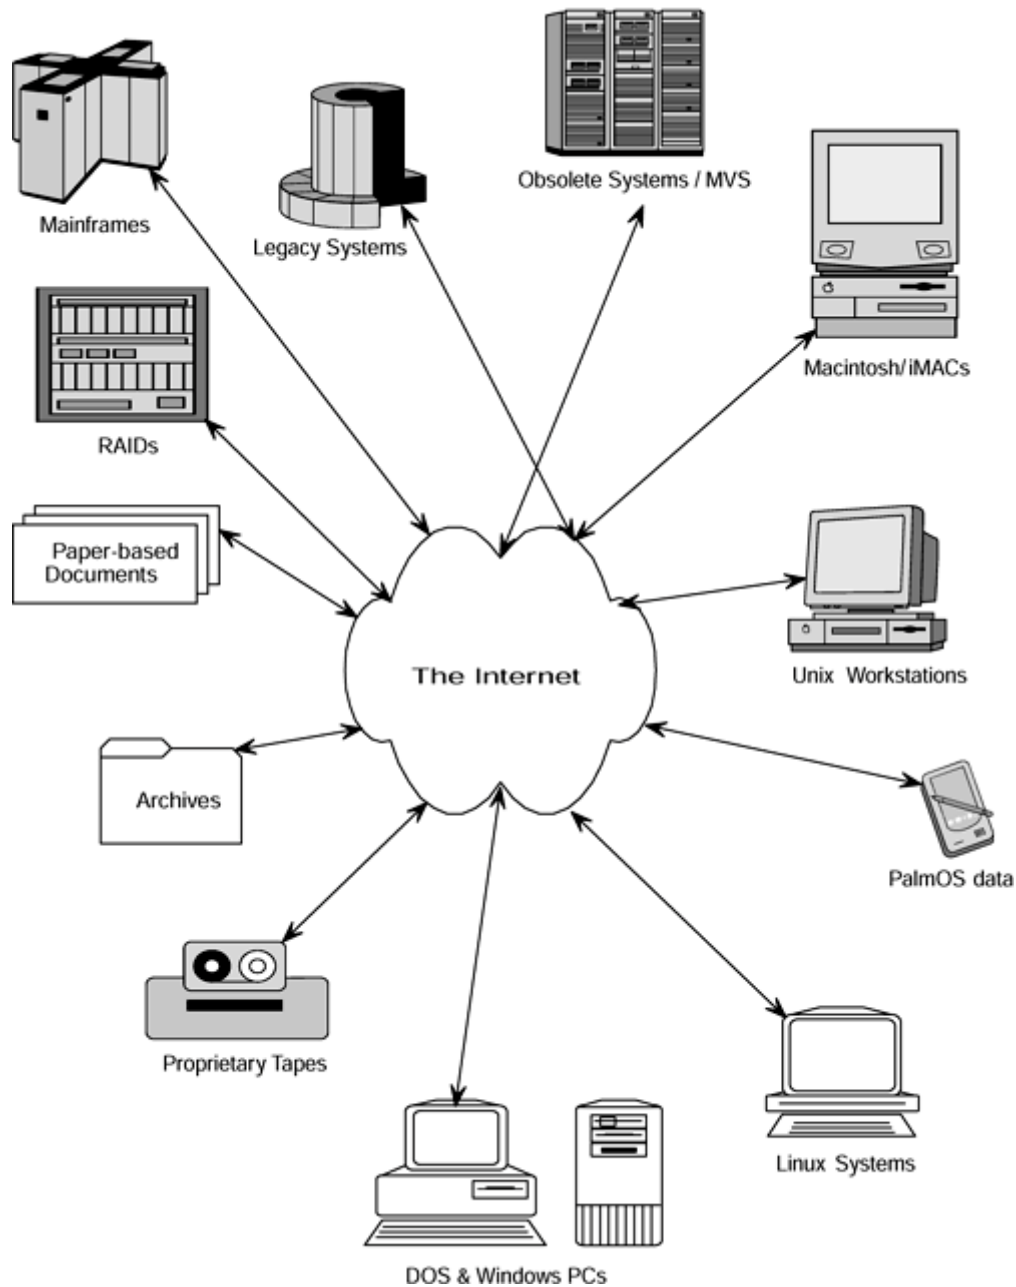 Mainframes
Legacy Systems
Obsolete Systems / MVS
Macintosh/iMACs
RAIDs
Paper-based
Documents
The Internet
Unix Workstations
Archives
PalmOS data
Proprietary Tapes
Linux Systems
DOS & Windows PCs